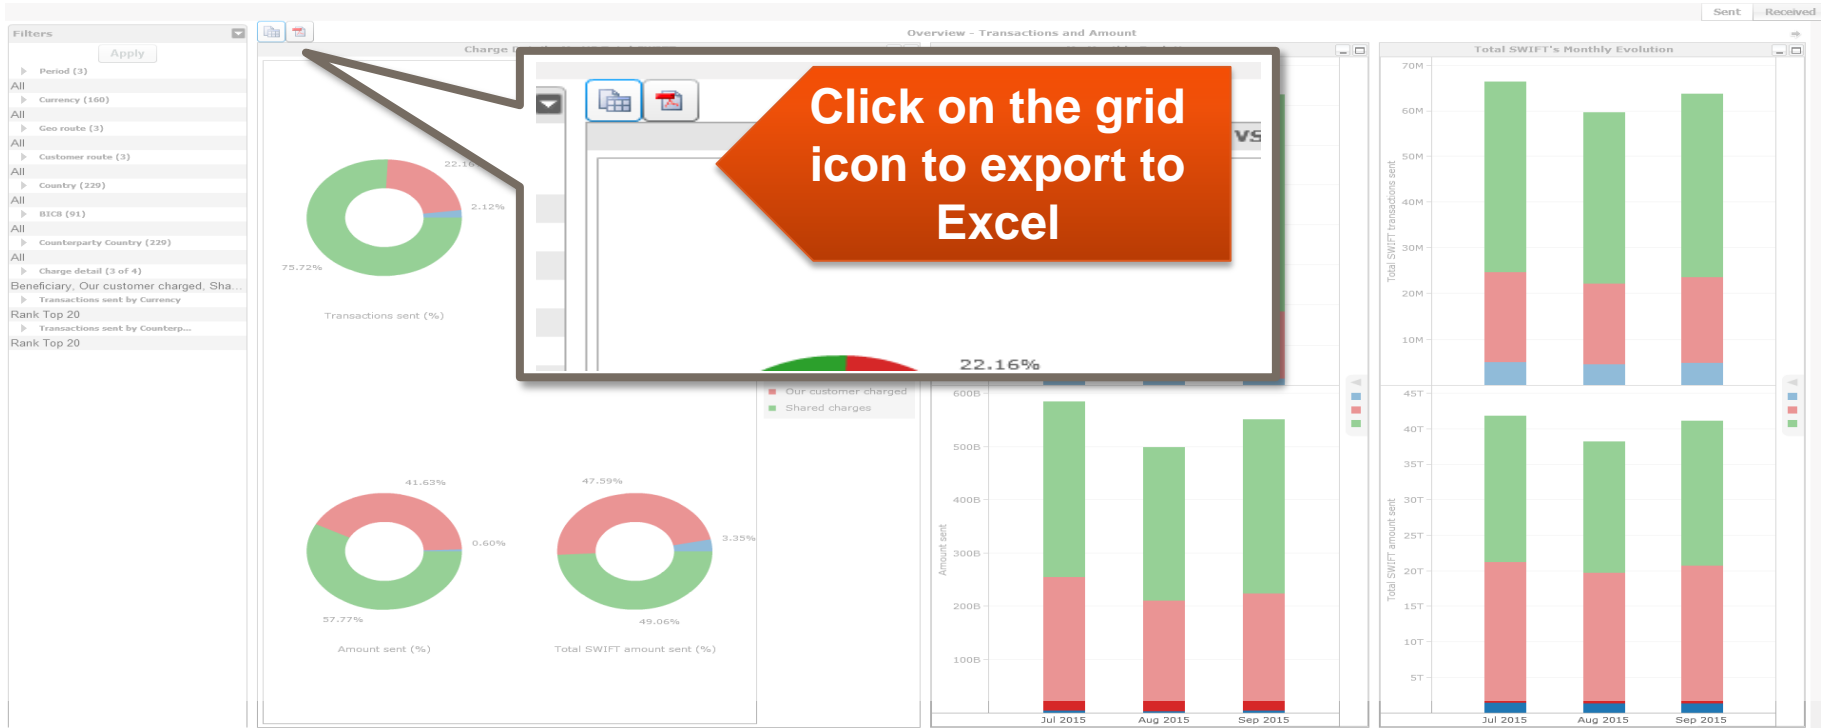 Sent Received
Filters
Overview - Transactions and Amount
Apply
Period (3)
All
Currency (160)
All
Geo route (3)
All
Customer route (3)
All
Country (229)
All
BIC8 (91)
All
Counterparty Country (229)
All
Charge detail (3 of 4)
Beneficiary, Our customer charged, Sha...
Transactions sent by Currency
Rank Top 20
Transactions sent by Counterp...
Rank Top 20
Click on the grid
icon to export to
Excel
vs
22.16%
2.12%
75.72%
Transactions sent (%)
Our customer charged
Shared charges
41.63%
0.60%
57.77%
Amount sent (%)
47.59%
3.35%
49.06%
Total SWIFT amount sent (%)
600B
500B
400B
300B
200B
100B
Amount sent
Jul 2015 Aug 2015 Sep 2015
Total SWIFT's Monthly Evolution
70M
60M
50M
40M
30M
20M
10M
Total SWIFT transactions sent
45T
40T
35T
30T
25T
20T
15T
10T
5T
Total SWIFT amount sent
Jul 2015 Aug 2015 Sep 2015